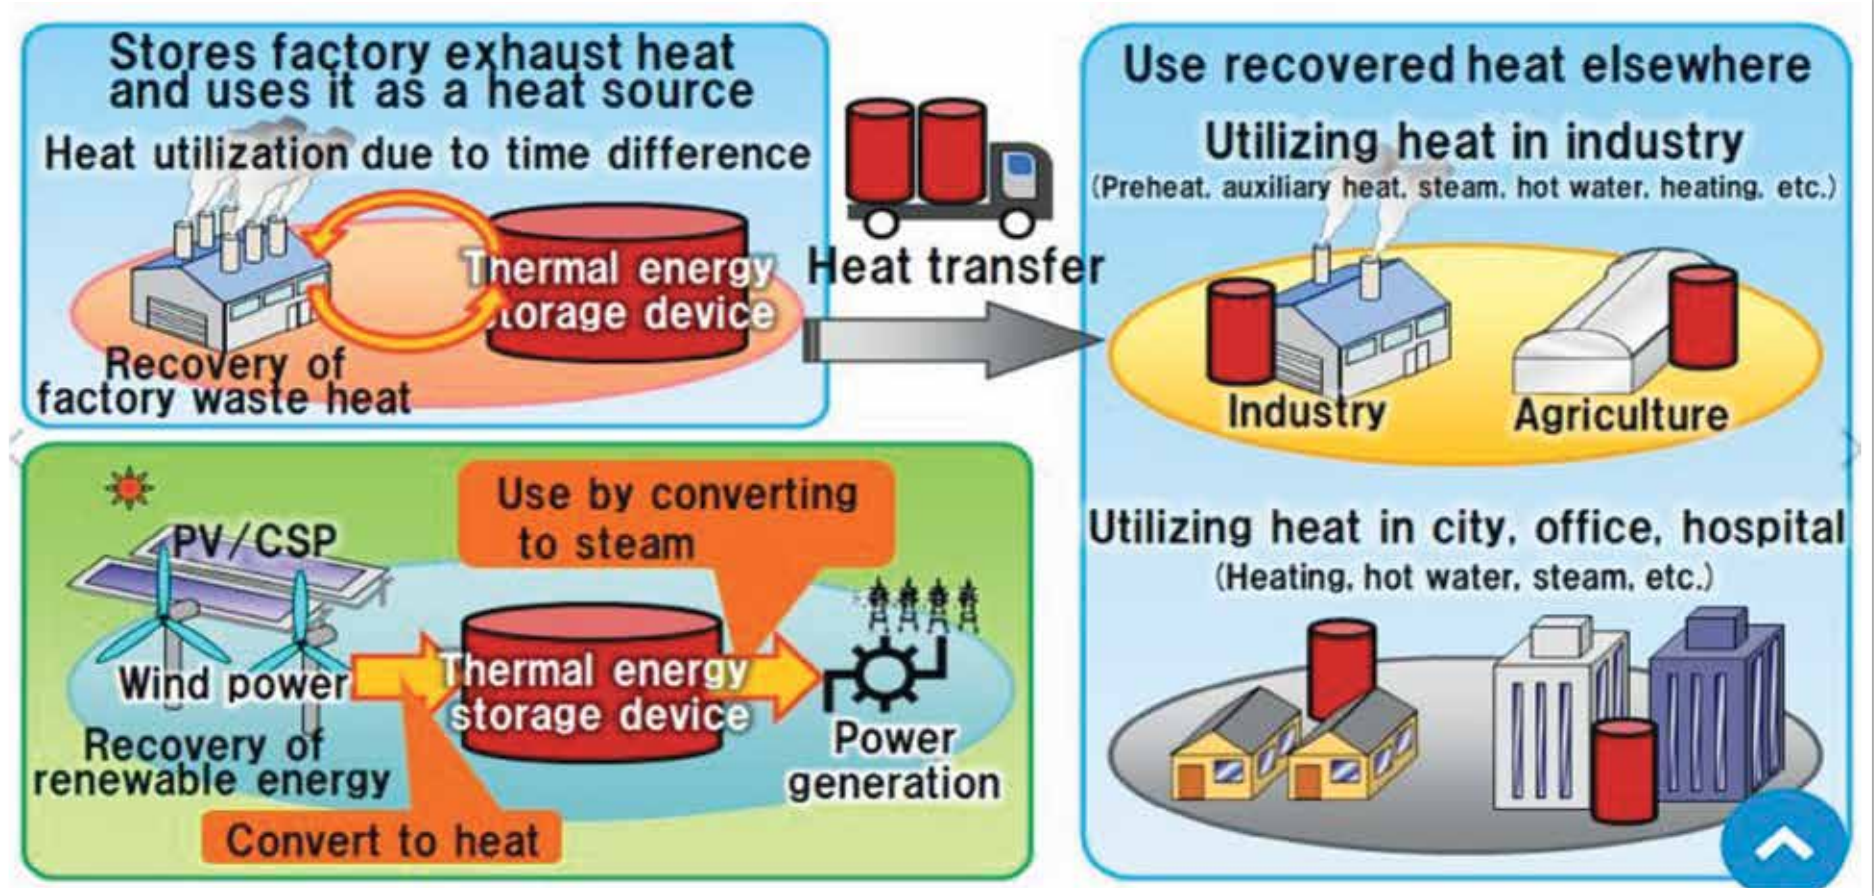 Stores factory exhaust heat
and uses it as a heat source
Heat utilization due to time difference
Thermal energy
storage device
Recovery of
factory waste heat
Heat transfer
Use recovered heat elsewhere
Utilizing heat in industry
(Preheat, auxiliary heat, steam, hot water, heating, etc.)
Industry
Agriculture
Utilizing heat in city, office, hospital
(Heating, hot water, steam, etc.)
Use by converting
to steam
PV/CSP
Wind power
Thermal energy
storage device
Recovery of
renewable energy
Power
generation
Convert to heat